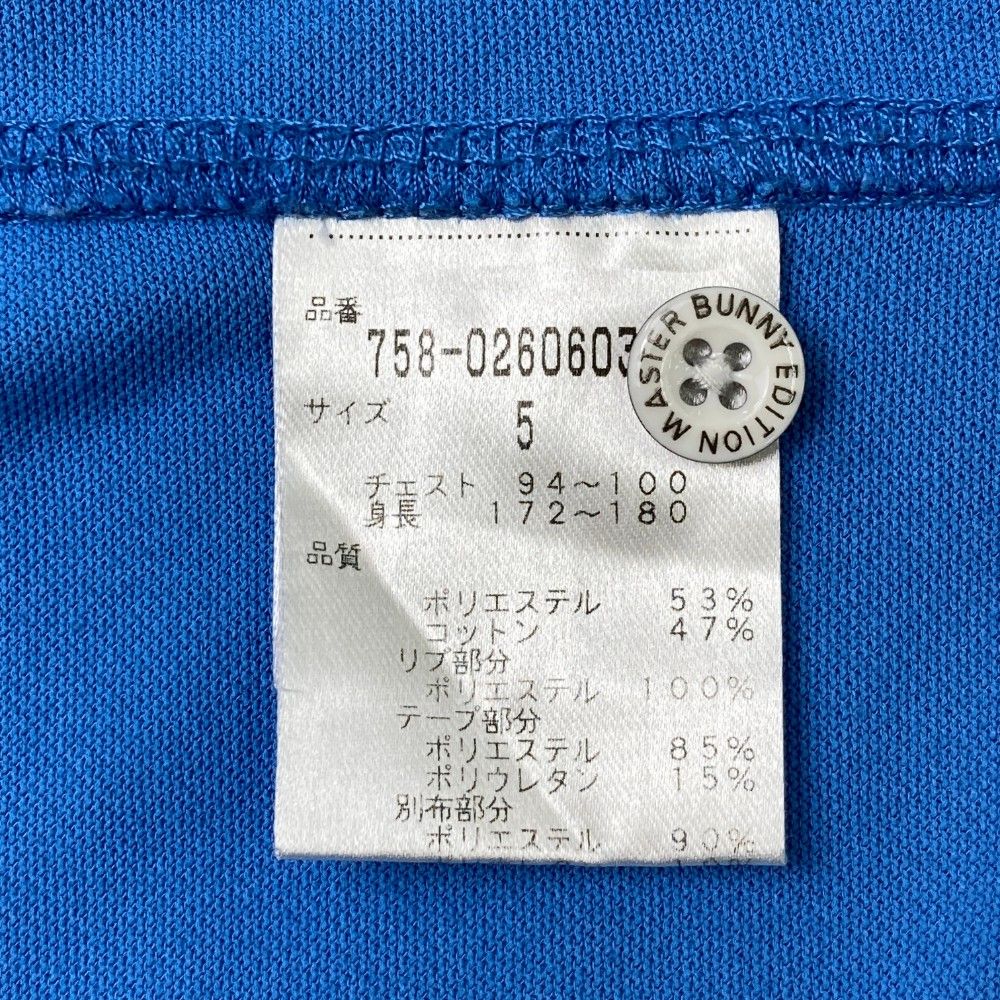 品番
758-0260603
MASTER BUNNY EDITION
サイズ
5
チェスト 94～100
身長 172～180
品質
ポリエステル 53%
コットン 47%
リブ部分
ポリエステル 100%
テープ部分
ポリエステル 85%
ポリウレタン 15%
別布部分
ポリエステル 90%